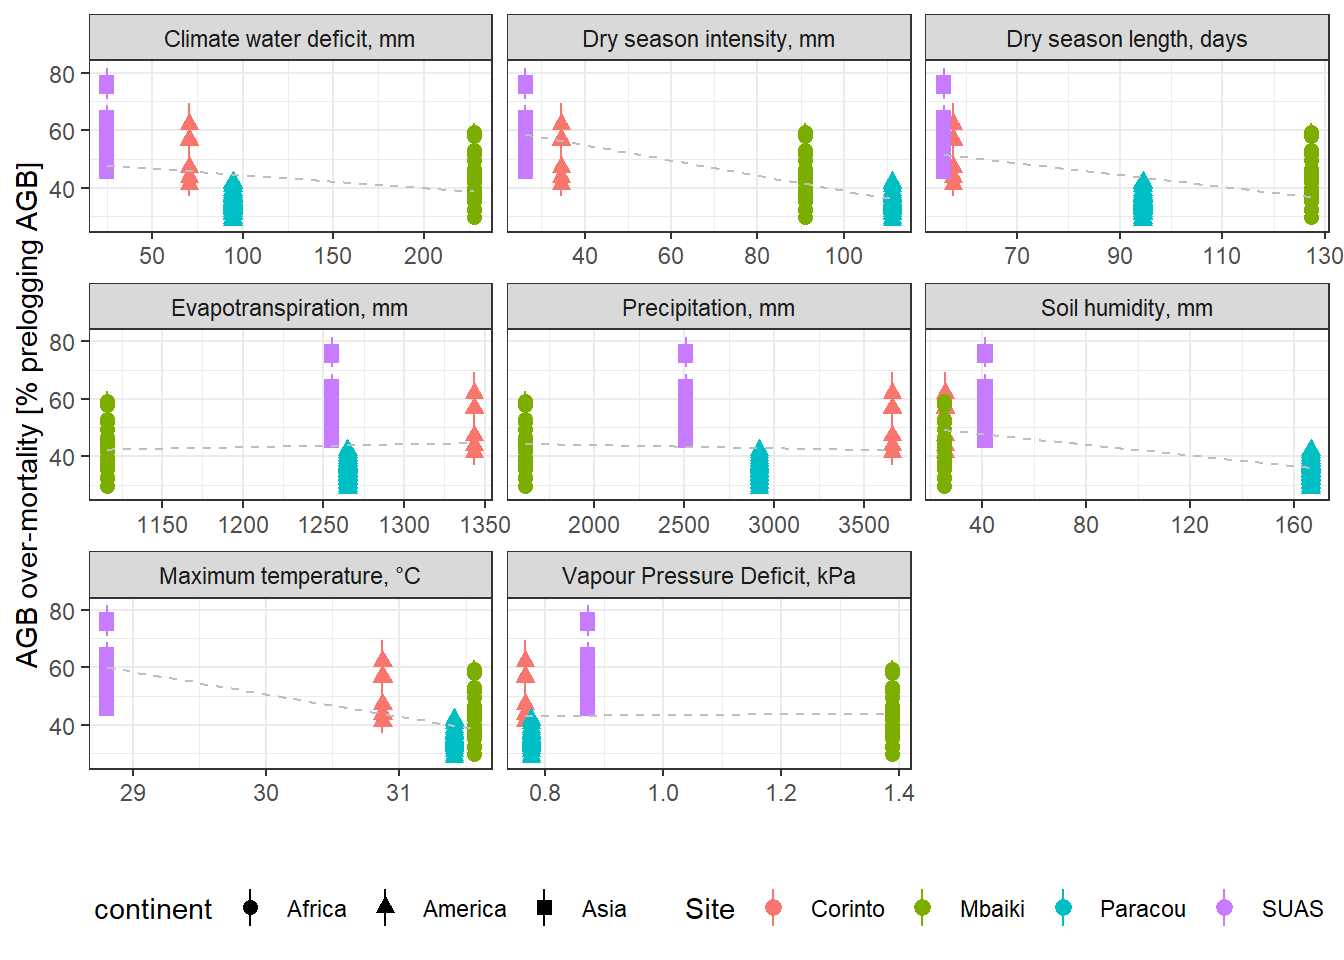 Climate water deficit, mm
Dry season intensity, mm
Dry season length, days
80
60
40
50 100 150 200
40 60 80 100
70 90 110 130
Evapotranspiration, mm
Precipitation, mm
Soil humidity, mm
80
60
40
1150 1200 1250 1300 1350
2000 2500 3000 3500
40 80 120 160
Maximum temperature, °C
Vapour Pressure Deficit, kPa
80
60
40
29 30 31
0.8 1.0 1.2 1.4
AGB over-mortality [% prelogging AGB]
continent Africa America Asia
Site Corinto Mbaiki Paracou SUAS